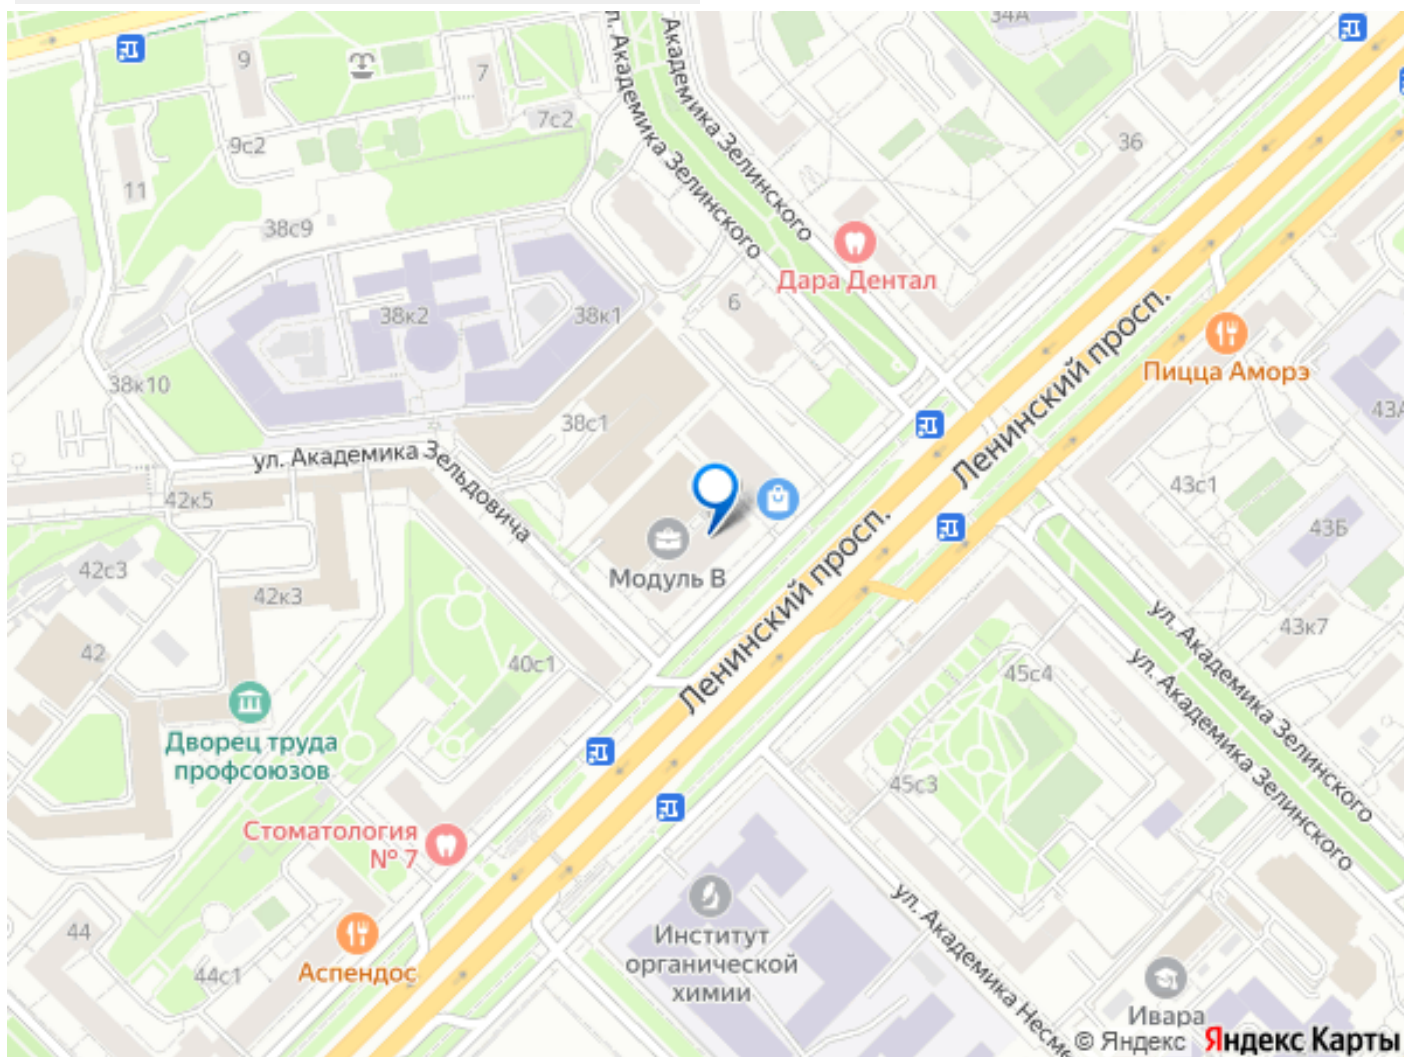 34А
9
7
7с2
9с2
11
38с9
ул. Академика Зелинского
Академика Зелинского
36
Дара Дентал
6
38к2
38к1
Ленинский просп.
Пицца Аморэ
38к10
38с1
43А
ул. Академика Зельдовича
42к5
43с1
43Б
Модуль В
Ленинский просп.
42с3
42к3
42
40с1
45с4
43к7
ул. Академика Зелинского
ул. Академика Зелинского
Дворец труда
профсоюзов
45с3
Стоматология
№ 7
44
44с1
Аспендос
Институт
органической
химии
ул. Академика Несме
Ивара
© Яндекс Яндекс Карты